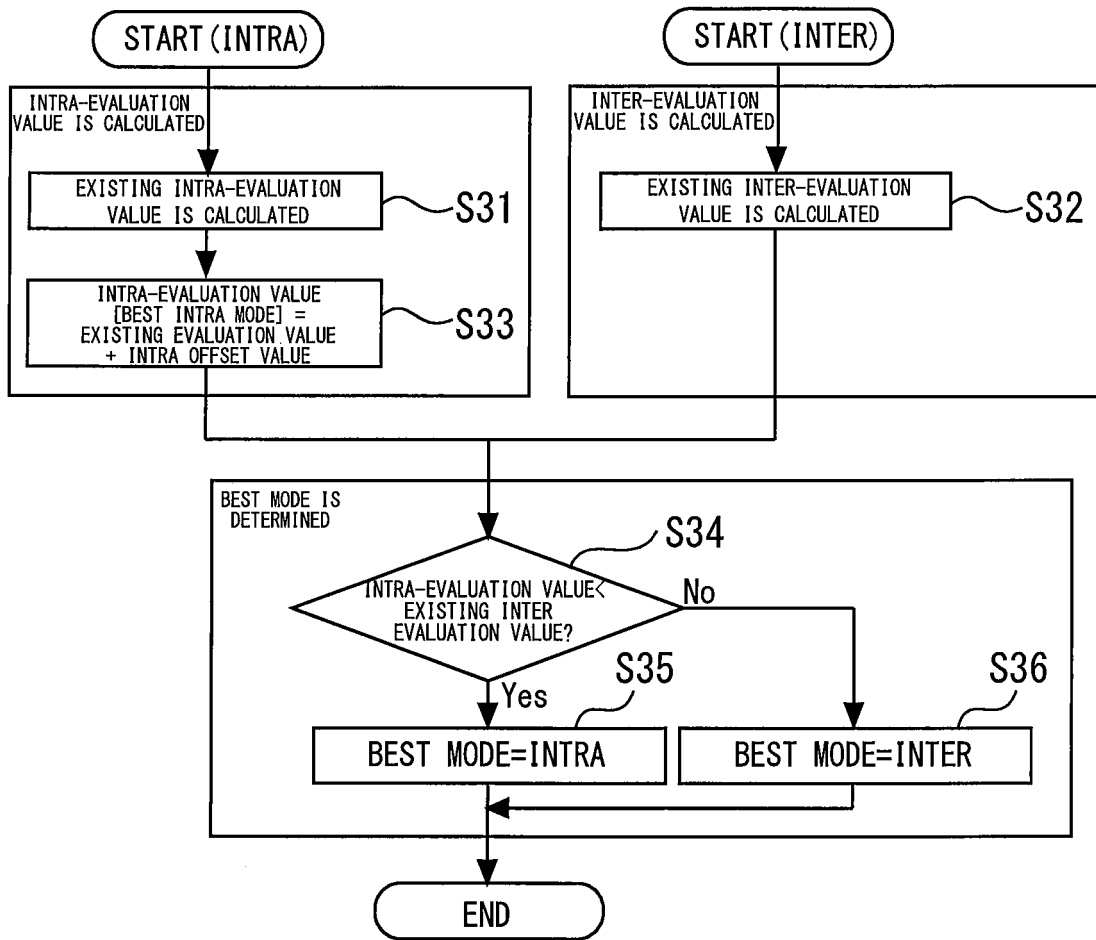 START(INTRA)
START(INTER)
INTRA-EVALUATION
VALUE IS CALCULATED
INTER-EVALUATION
VALUE IS CALCULATED
EXISTING INTRA-EVALUATION
VALUE IS CALCULATED
S31
EXISTING INTER-EVALUATION
VALUE IS CALCULATED
S32
INTRA-EVALUATION VALUE
[BEST INTRA MODE] =
EXISTING EVALUATION VALUE
+ INTRA OFFSET VALUE
S33
BEST MODE IS
DETERMINED
S34
INTRA-EVALUATION VALUE<
EXISTING INTER
EVALUATION VALUE?
No
Yes
S35
S36
BEST MODE=INTRA
BEST MODE=INTER
END